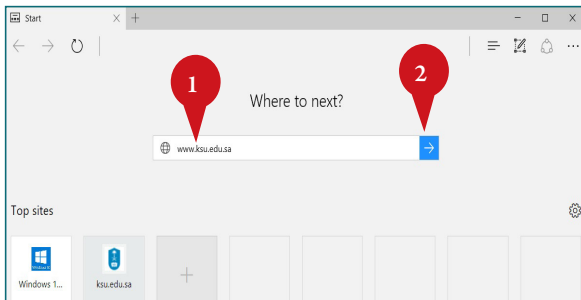 Start
1
2
Where to next?
www.ksu.edu.sa
Top sites
Windows 1...
ksu.edu.sa